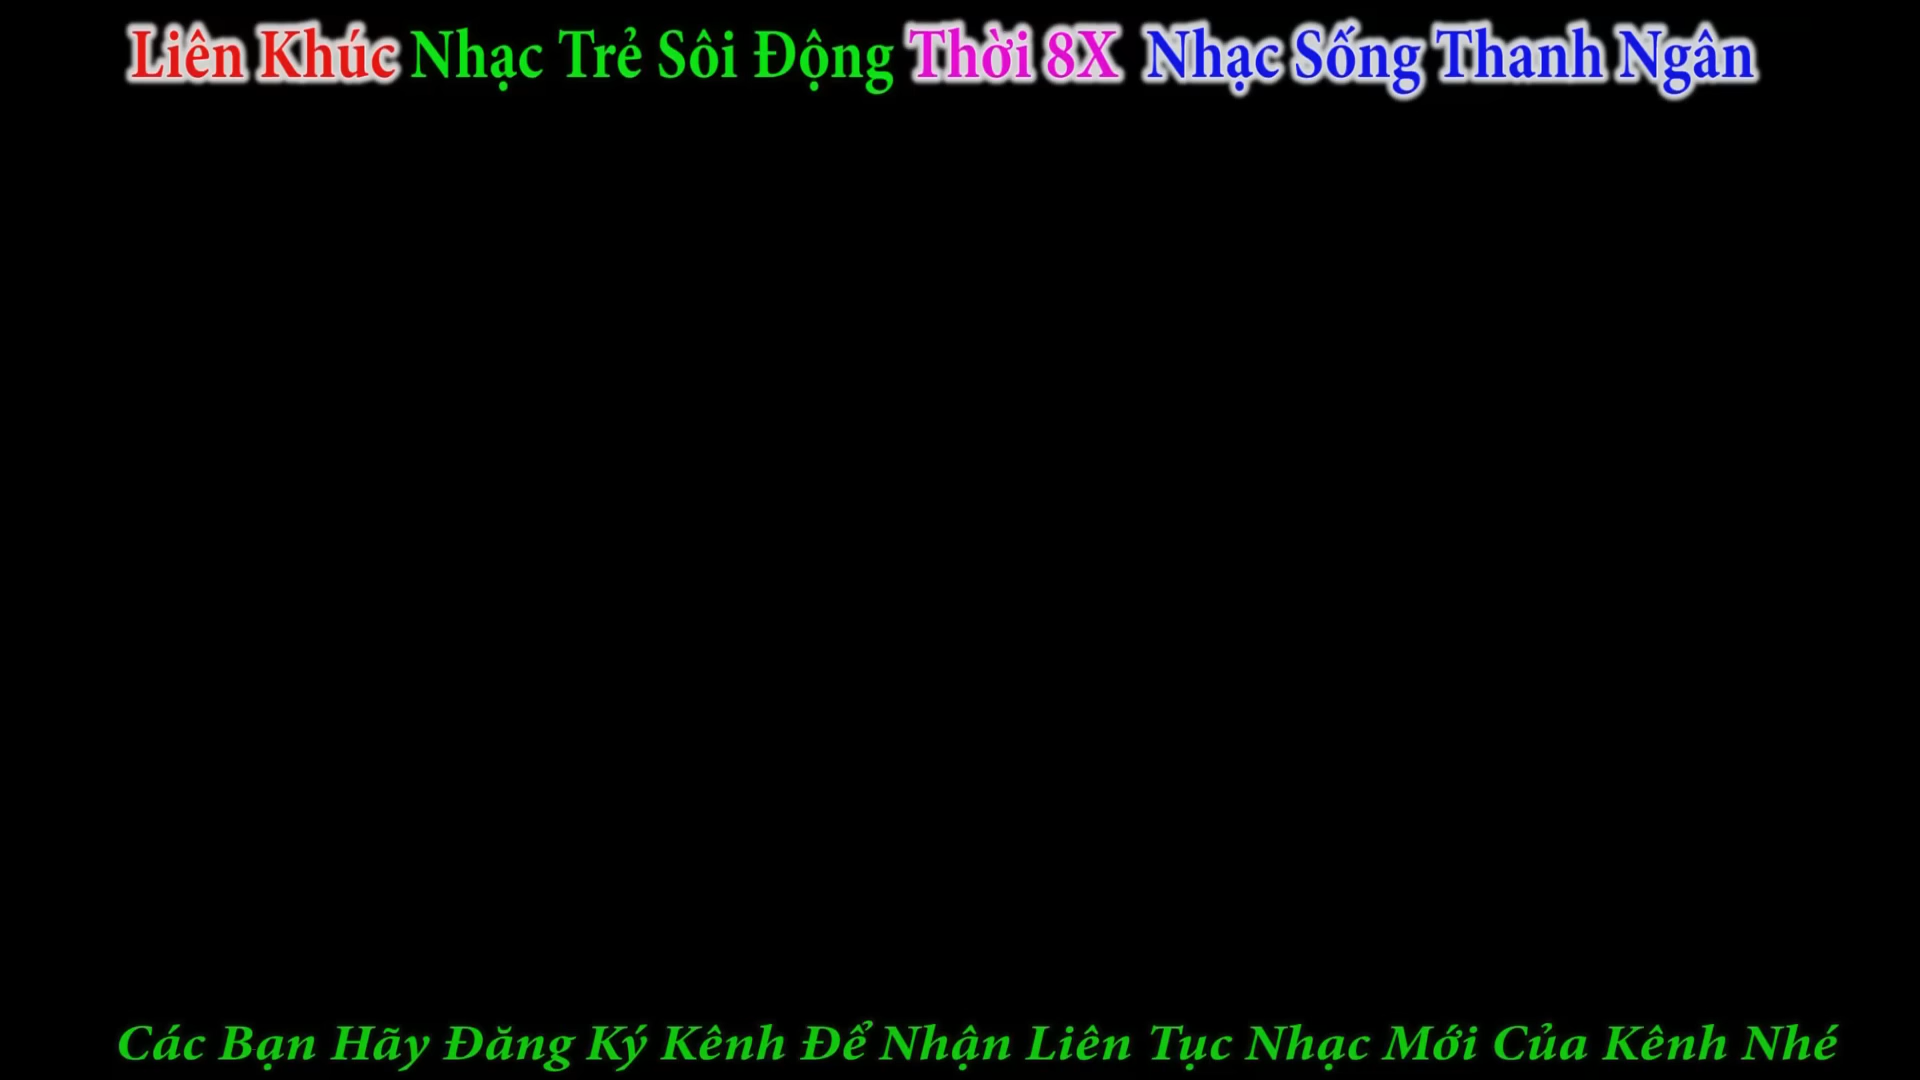 Liên Khúc Nhạc Trẻ Sôi Động Thời 8X Nhạc Sống Thanh Ngân
Các Bạn Hãy Đăng Ký Kênh Để Nhận Liên Tục Nhạc Mới Của Kênh Nhé